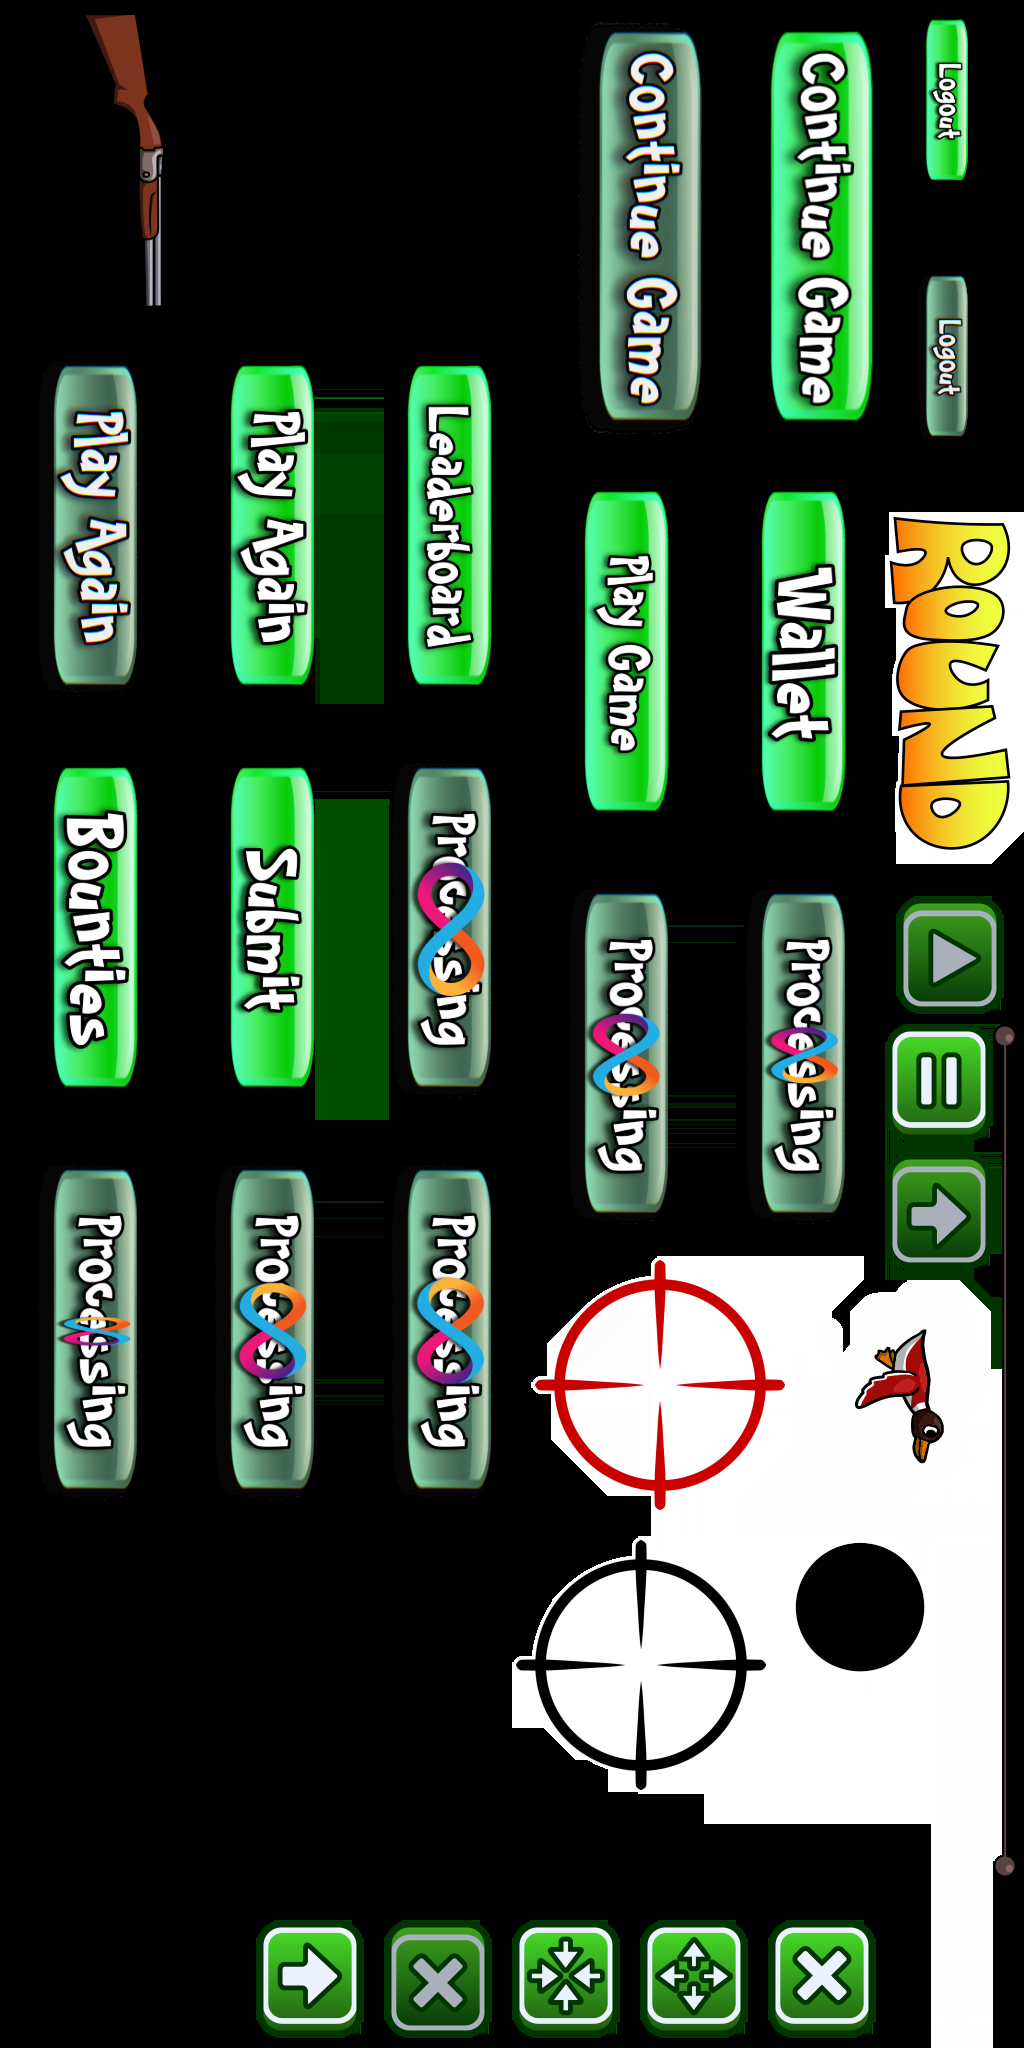 Continue Game
Continue Game
Logout
Logout
Play Again
Play Again
Leaderboard
Play Game
Wallet
ROUND
Bounties
Submit
Processing
Processing
Processing
Processing
Processing
Processing